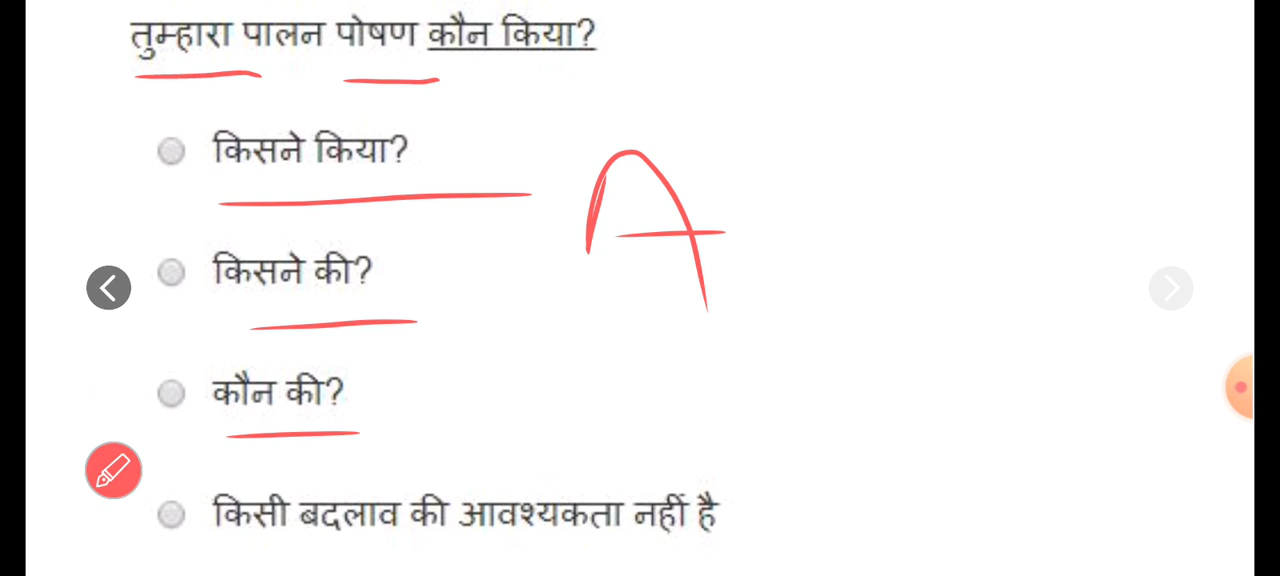 तुम्हारा पालन पोषण कौन किया?
किसने किया?
A
किसने की?
कौन की?
किसी बदलाव की आवश्यकता नहीं है